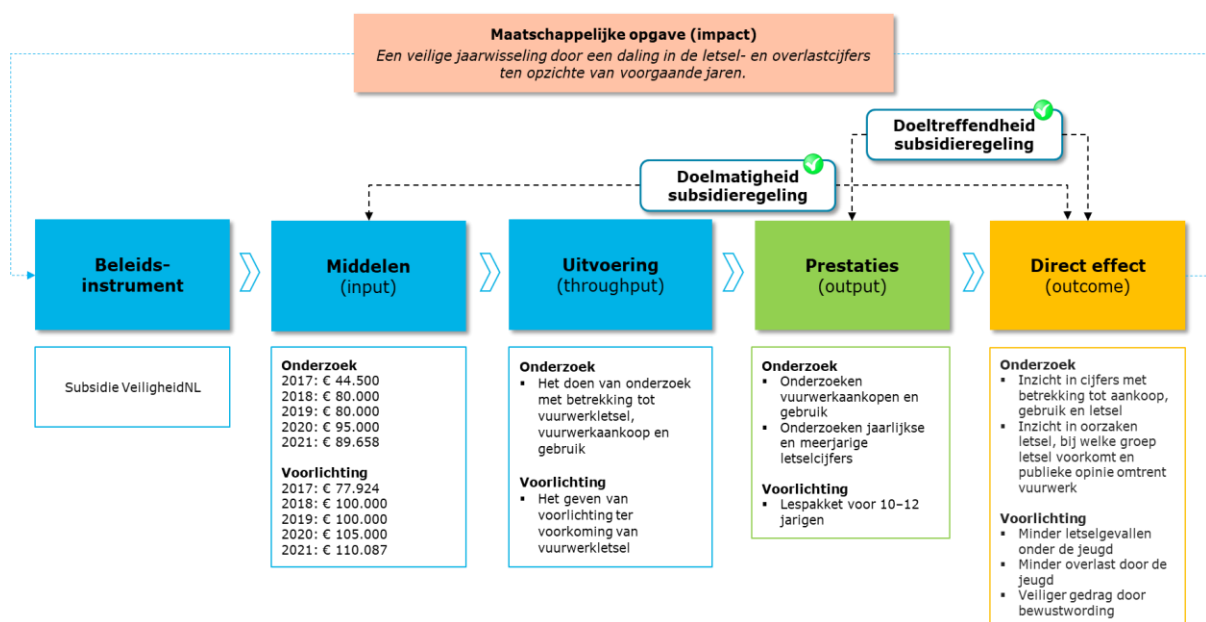 Maatschappelijke opgave (impact)
Een veilige jaarwisseling door een daling in de letsel- en overlastcijfers
ten opzichte van voorgaande jaren.
Doeltreffendheid
subsidieregeling
Doelmatigheid
subsidieregeling
Beleids-
instrument
Middelen
(input)
Uitvoering
(throughput)
Prestaties
(output)
Direct effect
(outcome)
Subsidie VeiligheidNL
Onderzoek
2017: € 44.500
2018: € 80.000
2019: € 80.000
2020: € 95.000
2021: € 89.658
Voorlichting
2017: € 77.924
2018: € 100.000
2019: € 100.000
2020: € 105.000
2021: € 110.087
Onderzoek
▪ Het doen van onderzoek
met betrekking tot
vuurwerkletsel,
vuurwerkaankoop en
gebruik
Voorlichting
▪ Het geven van
voorlichting ter
voorkoming van
vuurwerkletsel
Onderzoek
▪ Onderzoeken
vuurwerkaankopen en
gebruik
▪ Onderzoeken jaarlijkse
en meerjarige
letselcijfers
Voorlichting
▪ Lespakket voor 10–12
jarigen
Onderzoek
▪ Inzicht in cijfers met
betrekking tot aankoop,
gebruik en letsel
▪ Inzicht in oorzaken
letsel, bij welke groep
letsel voorkomt en
publieke opinie omtrent
vuurwerk
Voorlichting
▪ Minder letselgevallen
onder de jeugd
▪ Minder overlast door de
jeugd
▪ Veiliger gedrag door
bewustwording